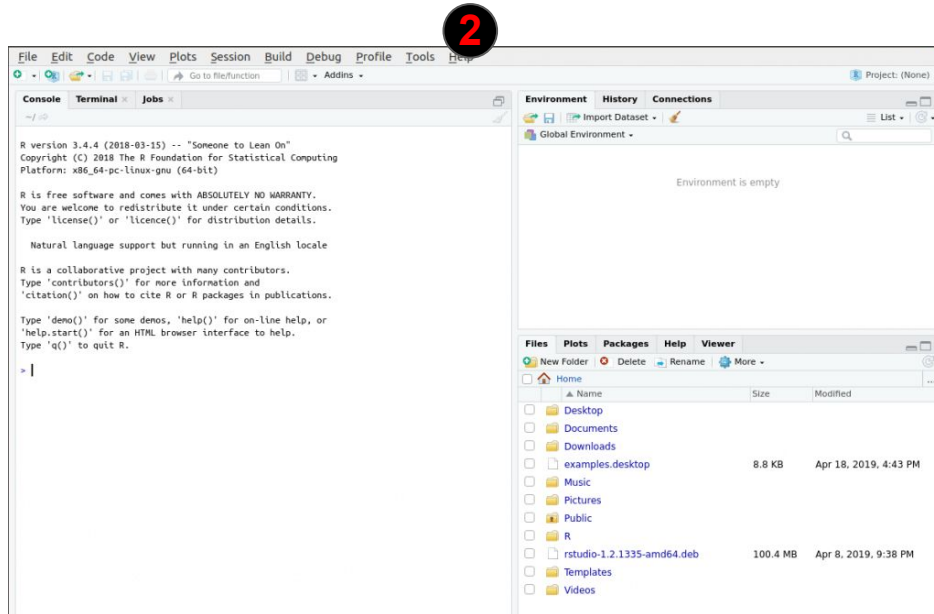 2
File Edit Code View Plots Session Build Debug Profile Tools Help
Go to file/function Addins Project: (None)
Console Terminal Jobs
~/
R version 3.4.4 (2018-03-15) -- "Someone to Lean On"
Copyright (C) 2018 The R Foundation for Statistical Computing
Platform: x86_64-pc-linux-gnu (64-bit)
R is free software and comes with ABSOLUTELY NO WARRANTY.
You are welcome to redistribute it under certain conditions.
Type 'license()' or 'licence()' for distribution details.
Natural language support but running in an English locale
R is a collaborative project with many contributors.
Type 'contributors()' for more information and
'citation()' on how to cite R or R packages in publications.
Type 'demo()' for some demos, 'help()' for on-line help, or
'help.start()' for an HTML browser interface to help.
Type 'q()' to quit R.
>
Environment History Connections
Import Dataset List
Global Environment
Environment is empty
Files Plots Packages Help Viewer
New Folder Delete Rename More
Home ...
Name Size Modified
Desktop
Documents
Downloads
examples.desktop 8.8 KB Apr 18, 2019, 4:43 PM
Music
Pictures
Public
R
rstudio-1.2.1335-amd64.deb 100.4 MB Apr 8, 2019, 9:38 PM
Templates
Videos